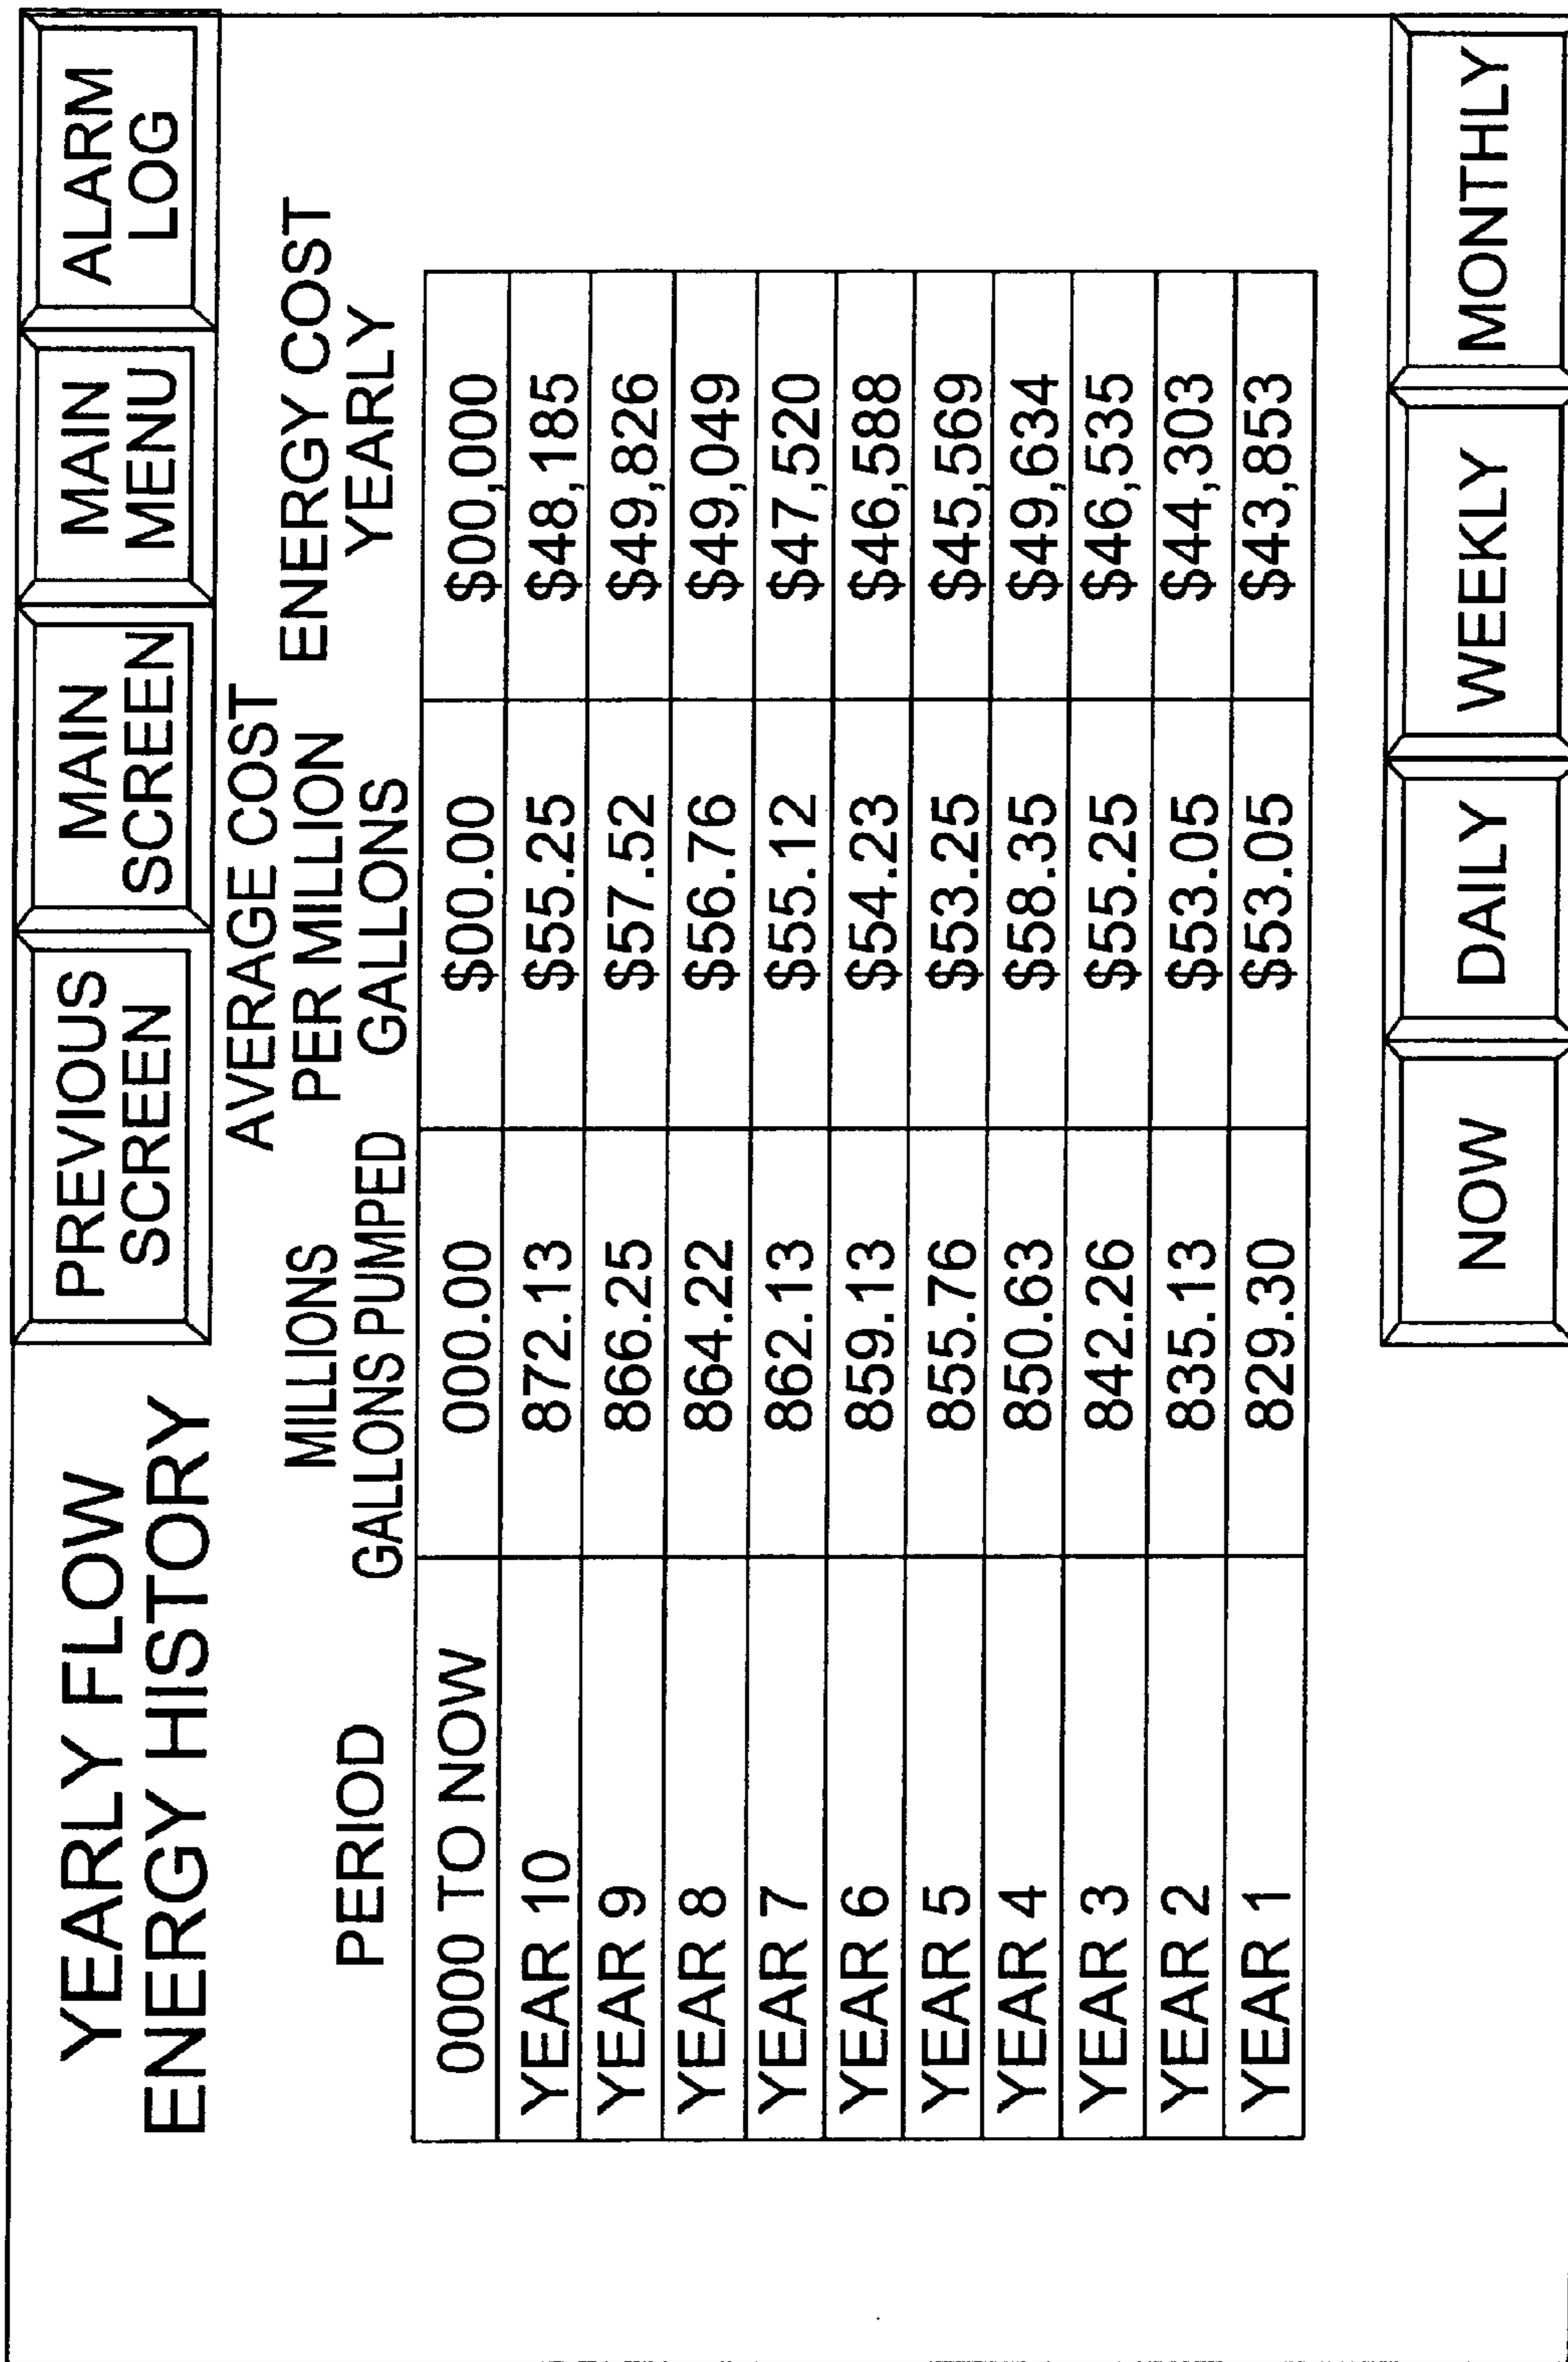 YEARLY FLOW
ENERGY HISTORY
PREVIOUS
SCREEN
MAIN
SCREEN
MAIN
MENU
ALARM
LOG
PERIOD
MILLIONS
GALLONS PUMPED
AVERAGE COST
PER MILLION
GALLONS
ENERGY COST
YEARLY
0000 TO NOW 000.00 $00.00 $00,000
YEAR 10 872.13 $55.25 $48,185
YEAR 9 866.25 $57.52 $49,826
YEAR 8 864.22 $56.76 $49,049
YEAR 7 862.13 $55.12 $47,520
YEAR 6 859.13 $54.23 $46,588
YEAR 5 855.76 $53.25 $45,569
YEAR 4 850.63 $58.35 $49,634
YEAR 3 842.26 $55.25 $46,535
YEAR 2 835.13 $53.05 $44,303
YEAR 1 829.30 $53.05 $43,853
NOW DAILY WEEKLY MONTHLY